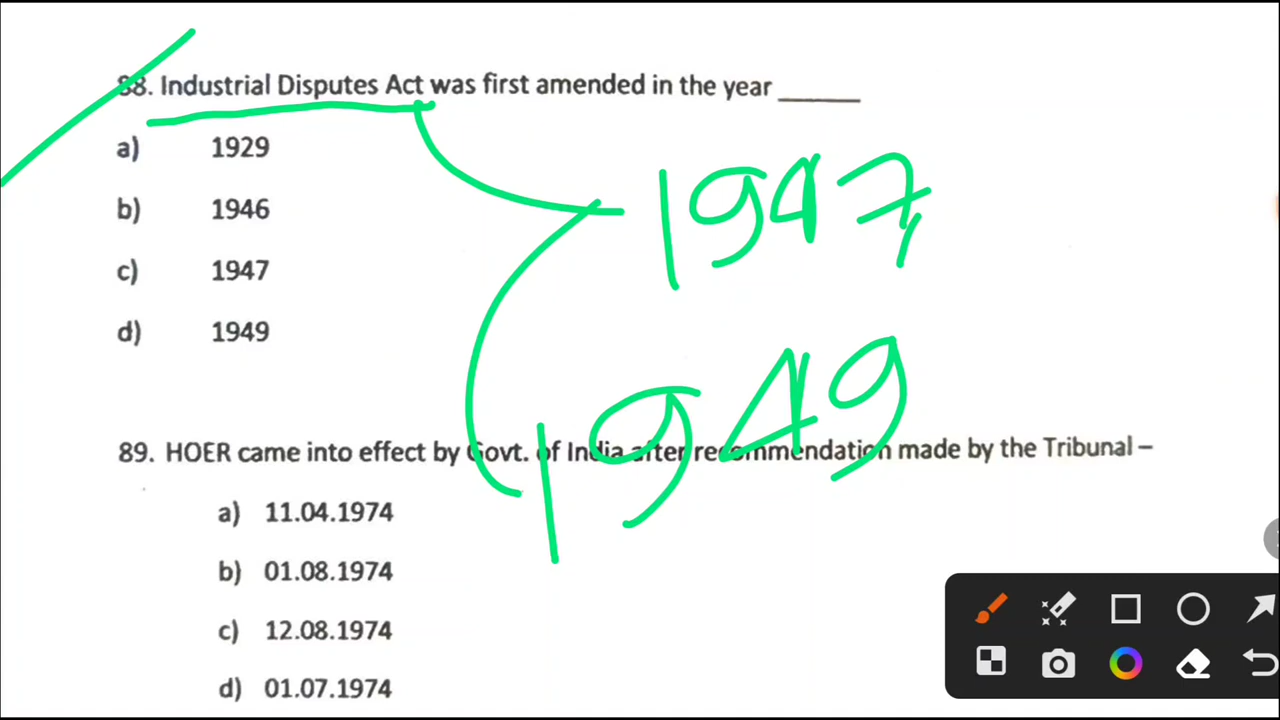 88. Industrial Disputes Act was first amended in the year ______
a) 1929
1947
b) 1946
c) 1947
d) 1949
1949
89. HOER came into effect by Govt. of India after recommendation made by the Tribunal –
a) 11.04.1974
b) 01.08.1974
c) 12.08.1974
d) 01.07.1974